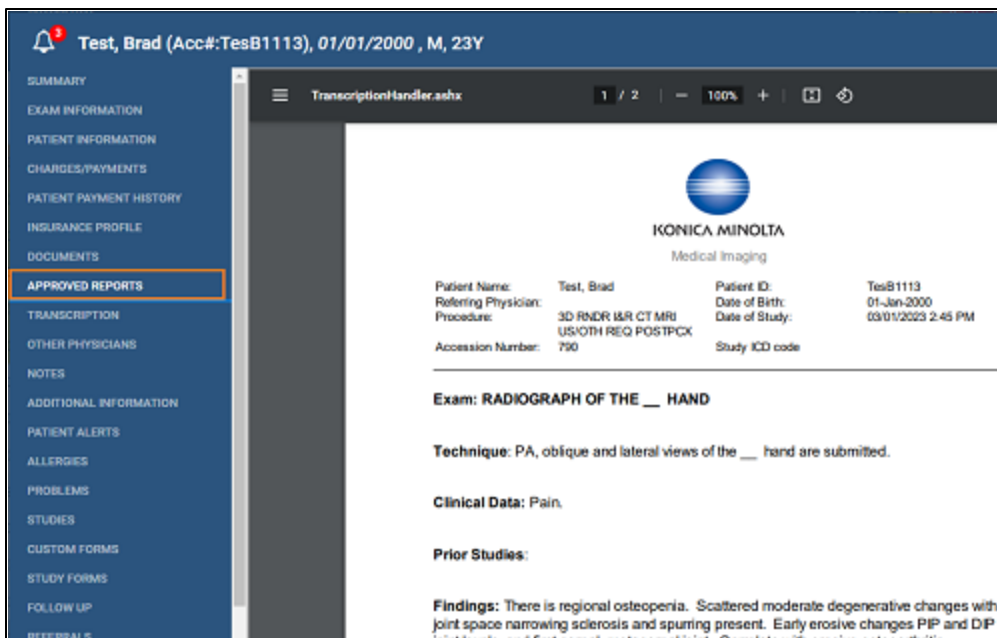 3
Test, Brad (Acc#:TesB1113), 01/01/2000 , M, 23Y
SUMMARY
EXAM INFORMATION
PATIENT INFORMATION
CHARGES/PAYMENTS
PATIENT PAYMENT HISTORY
INSURANCE PROFILE
DOCUMENTS
APPROVED REPORTS
TRANSCRIPTION
OTHER PHYSICIANS
NOTES
ADDITIONAL INFORMATION
PATIENT ALERTS
ALLERGIES
PROBLEMS
STUDIES
CUSTOM FORMS
STUDY FORMS
FOLLOW UP
REFERRALS
TranscriptionHandler.ashx 1 / 2 | − 100% + |
KONICA MINOLTA
Medical Imaging
Patient Name: Test, Brad Patient ID: TesB1113
Referring Physician: Date of Birth: 01-Jan-2000
Procedure: 3D RNDR I&R CT MRI Date of Study: 03/01/2023 2:45 PM
US/OTH REQ POSTPCX
Accession Number: 790 Study ICD code
Exam: RADIOGRAPH OF THE __ HAND
Technique: PA, oblique and lateral views of the __ hand are submitted.
Clinical Data: Pain.
Prior Studies:
Findings: There is regional osteopenia. Scattered moderate degenerative changes with
joint space narrowing sclerosis and spurring present. Early erosive changes PIP and DIP